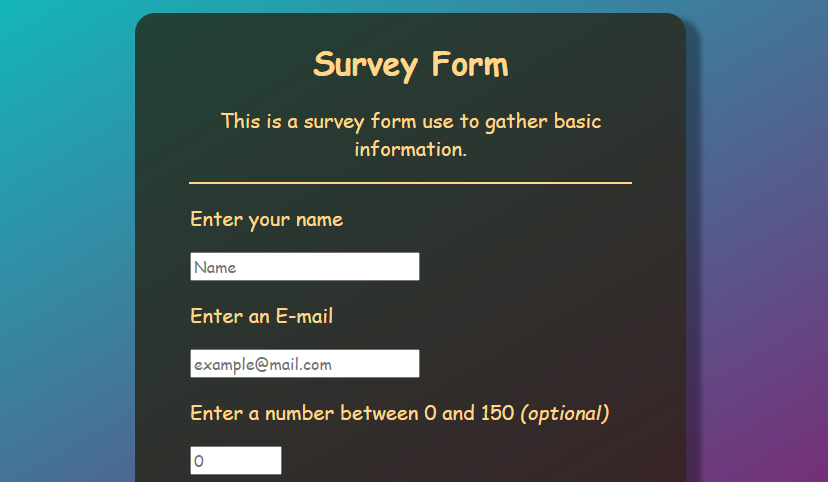 Survey Form
This is a survey form use to gather basic
information.
Enter your name
Name
Enter an E-mail
example@mail.com
Enter a number between 0 and 150 (optional)
0